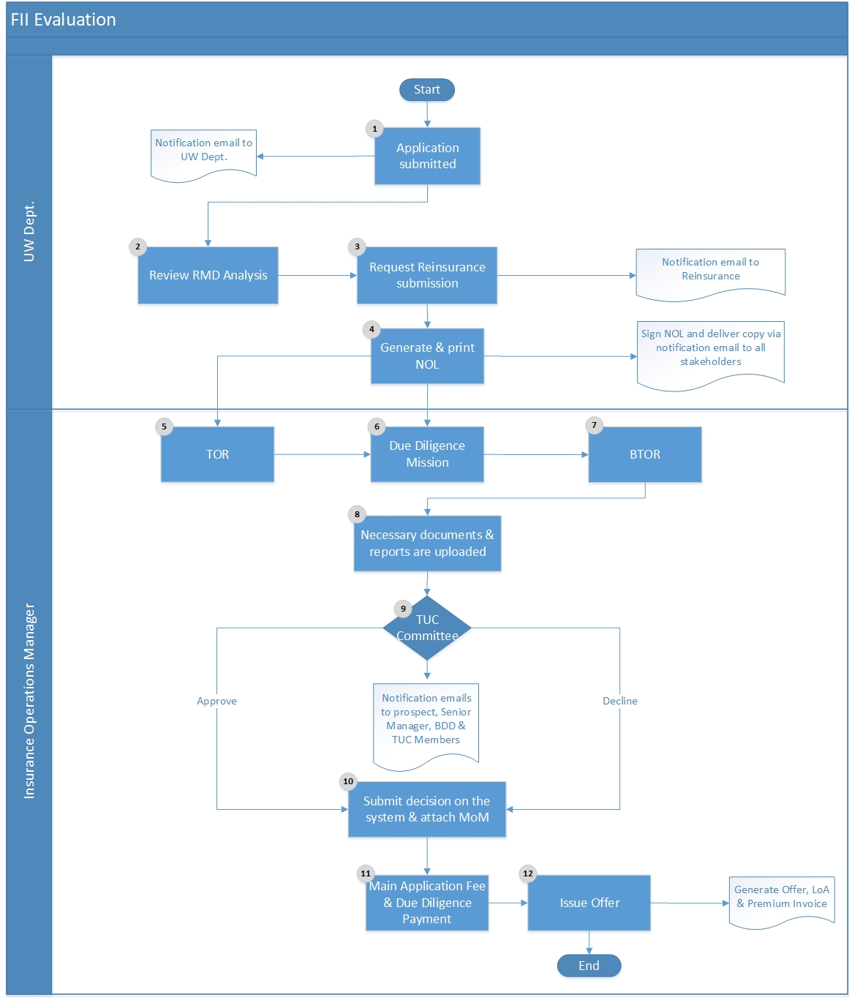 FII Evaluation
UW Dept.
Start
1
Application
submitted
Notification email to
UW Dept.
2
Review RMD Analysis
3
Request Reinsurance
submission
Notification email to
Reinsurance
4
Generate & print
NOL
Sign NOL and deliver copy via
notification email to all
stakeholders
Insurance Operations Manager
5
TOR
6
Due Diligence
Mission
7
BTOR
8
Necessary documents &
reports are uploaded
9
TUC
Committee
Approve
Decline
Notification emails
to prospect, Senior
Manager, BDD &
TUC Members
10
Submit decision on the
system & attach MoM
11
Main Application Fee
& Due Diligence
Payment
12
Issue Offer
Generate Offer, LoA
& Premium Invoice
End